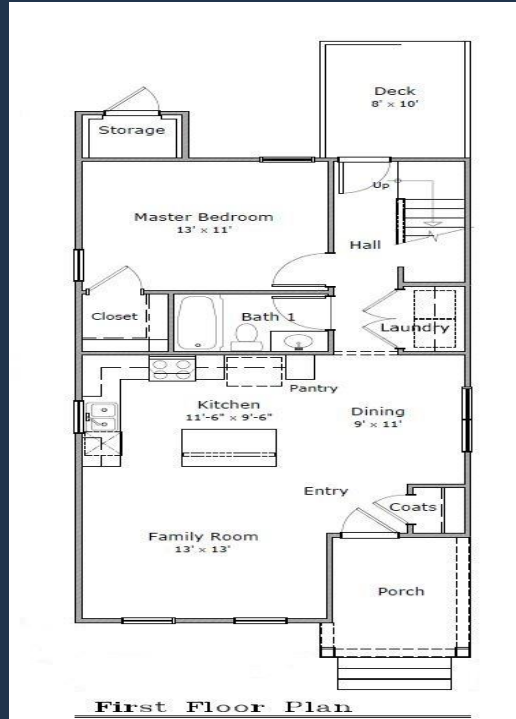 Deck
8' x 10'
Storage
Up
Master Bedroom
13' x 11'
Hall
Closet
Bath 1
Laundry
Pantry
Kitchen
11'-6" x 9'-6"
Dining
9' x 11'
Entry
Coats
Family Room
13' x 13'
Porch
First Floor Plan